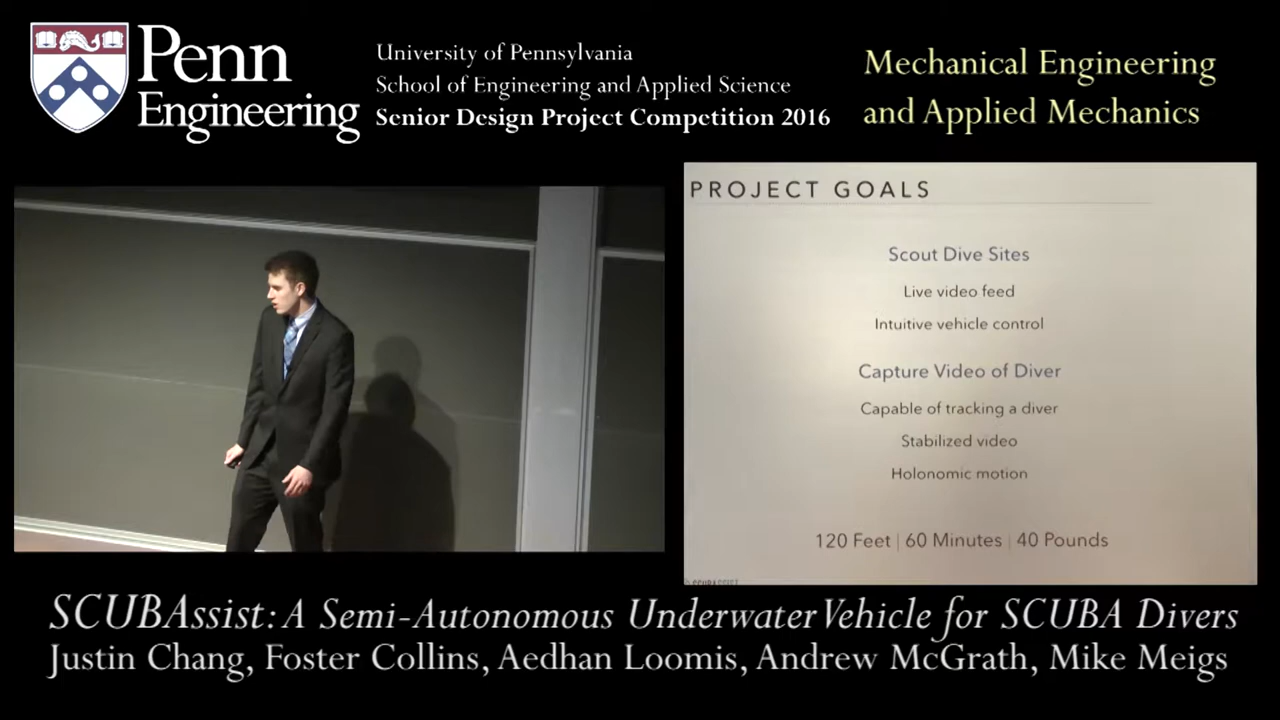 Penn
Engineering
University of Pennsylvania
School of Engineering and Applied Science
Senior Design Project Competition 2016
Mechanical Engineering
and Applied Mechanics
PROJECT GOALS
Scout Dive Sites
Live video feed
Intuitive vehicle control
Capture Video of Diver
Capable of tracking a diver
Stabilized video
Holonomic motion
120 Feet | 60 Minutes | 40 Pounds
SCUBASSIST
SCUBAssist: A Semi-Autonomous Underwater Vehicle for SCUBA Divers
Justin Chang, Foster Collins, Aedhan Loomis, Andrew McGrath, Mike Meigs